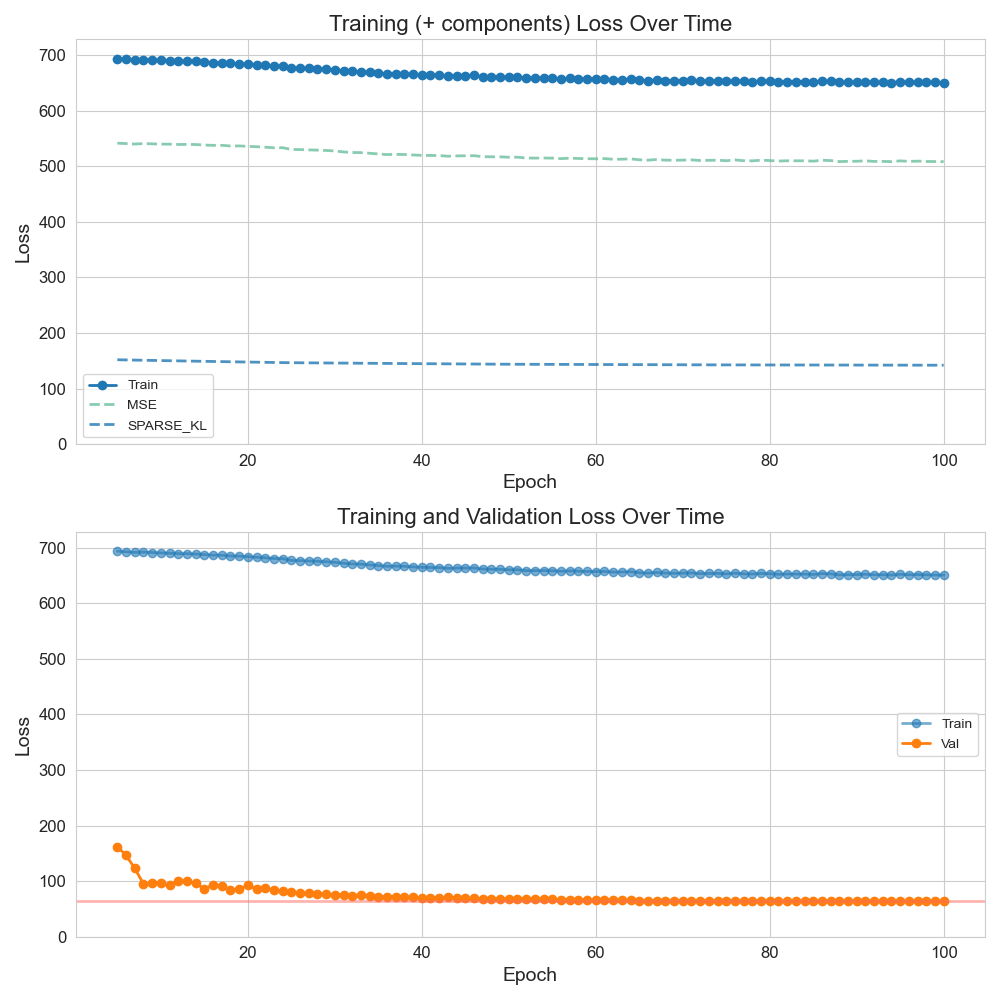 Training (+ components) Loss Over Time
700
600
500
400
300
200
100
0
Loss
Train
MSE
SPARSE_KL
20 40 60 80 100
Epoch
Training and Validation Loss Over Time
700
600
500
400
300
200
100
0
Loss
Train
Val
20 40 60 80 100
Epoch